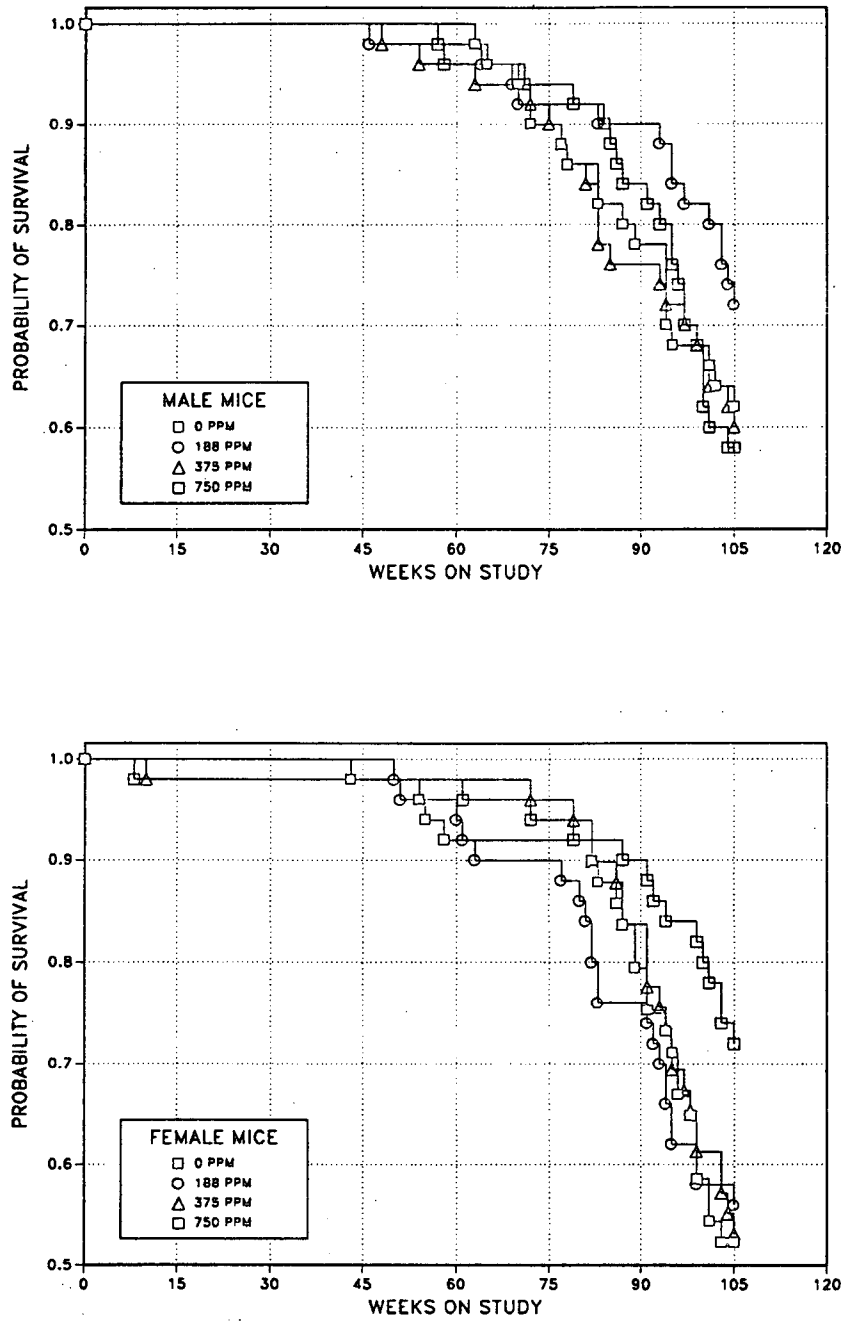 1.0
0.9
0.8
0.7
0.6
0.5
PROBABILITY OF SURVIVAL
MALE MICE
0 PPM
188 PPM
375 PPM
750 PPM
0 15 30 45 60 75 90 105 120
WEEKS ON STUDY
1.0
0.9
0.8
0.7
0.6
0.5
PROBABILITY OF SURVIVAL
FEMALE MICE
0 PPM
188 PPM
375 PPM
750 PPM
0 15 30 45 60 75 90 105 120
WEEKS ON STUDY